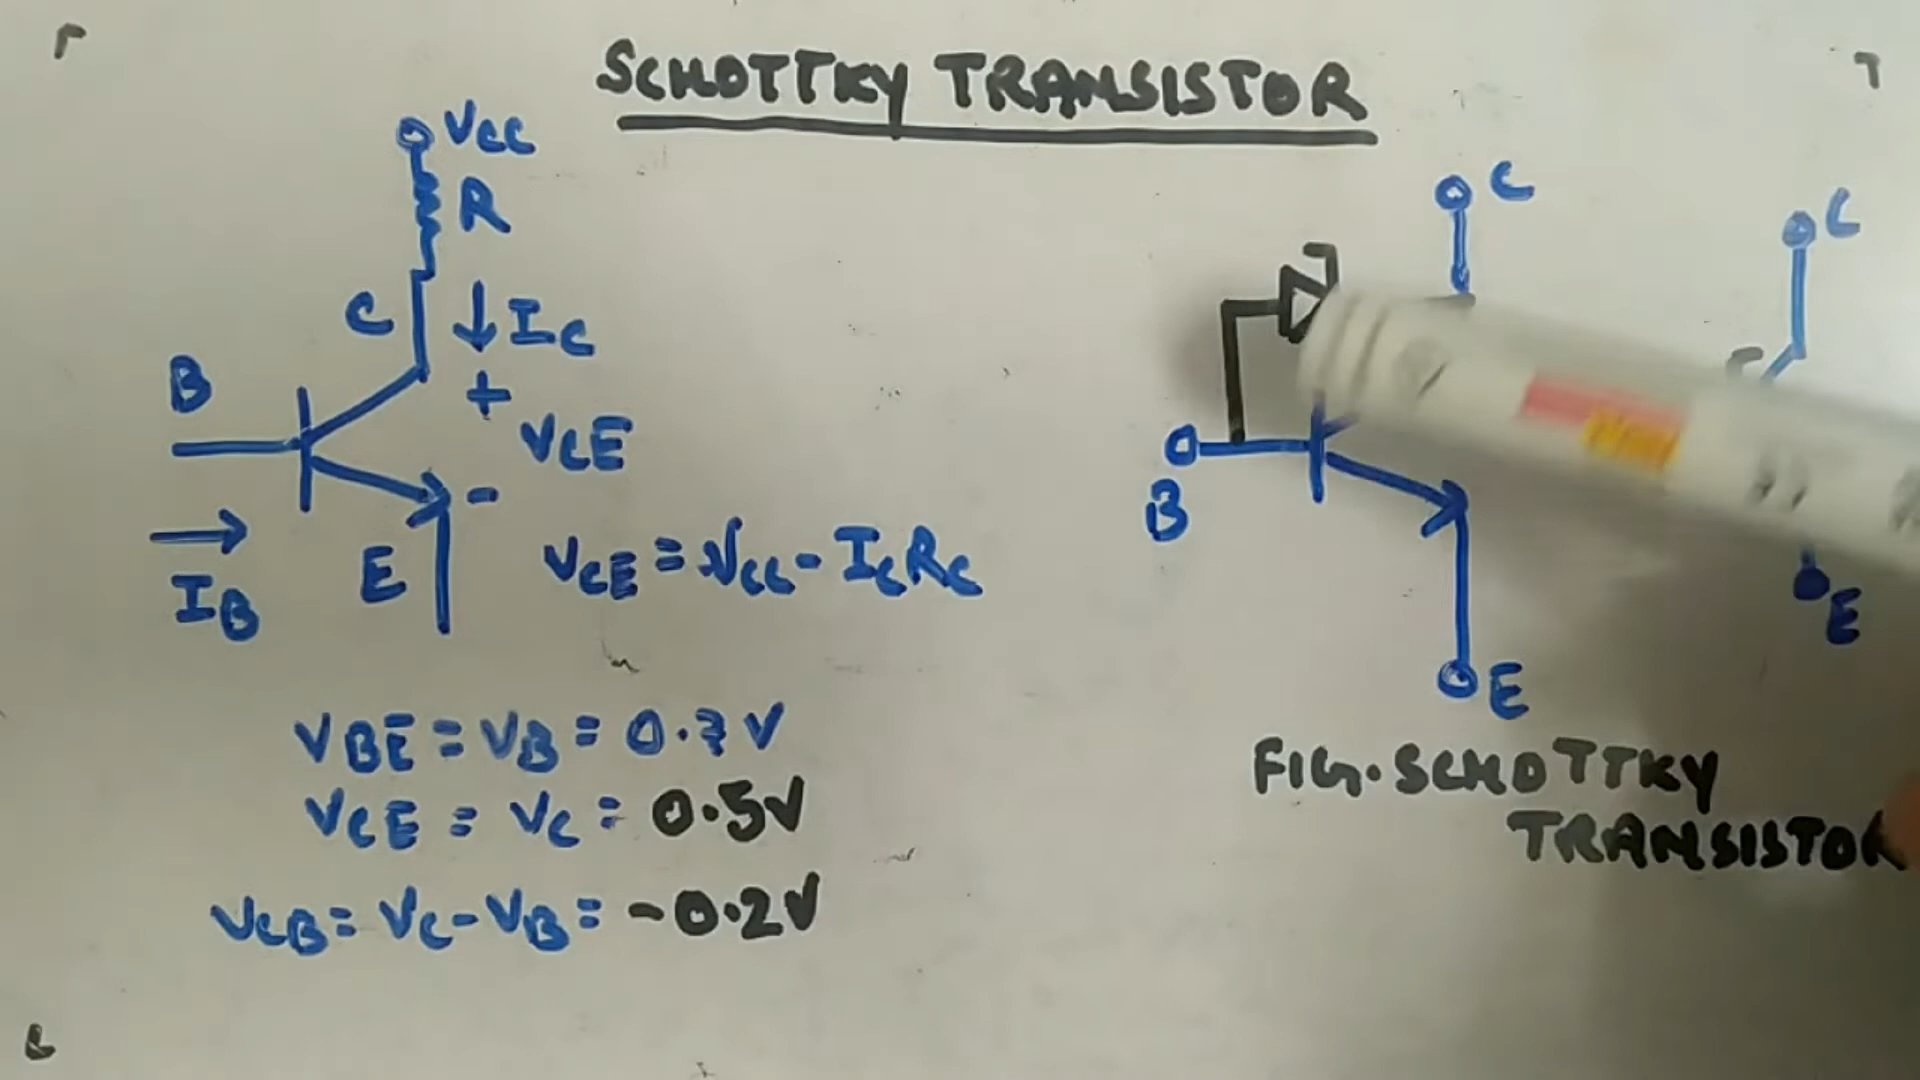 SCHOTTKY TRANSISTOR
VCC
R
C
IC
B
+
VCE
-
IB
E
VCE = VCC - ICRC
VBE = VB = 0.7V
VCE = VC = 0.5V
VCB = VC - VB = -0.2V
C
B
E
FIG. SCHOTTKY
TRANSISTOR
C
E